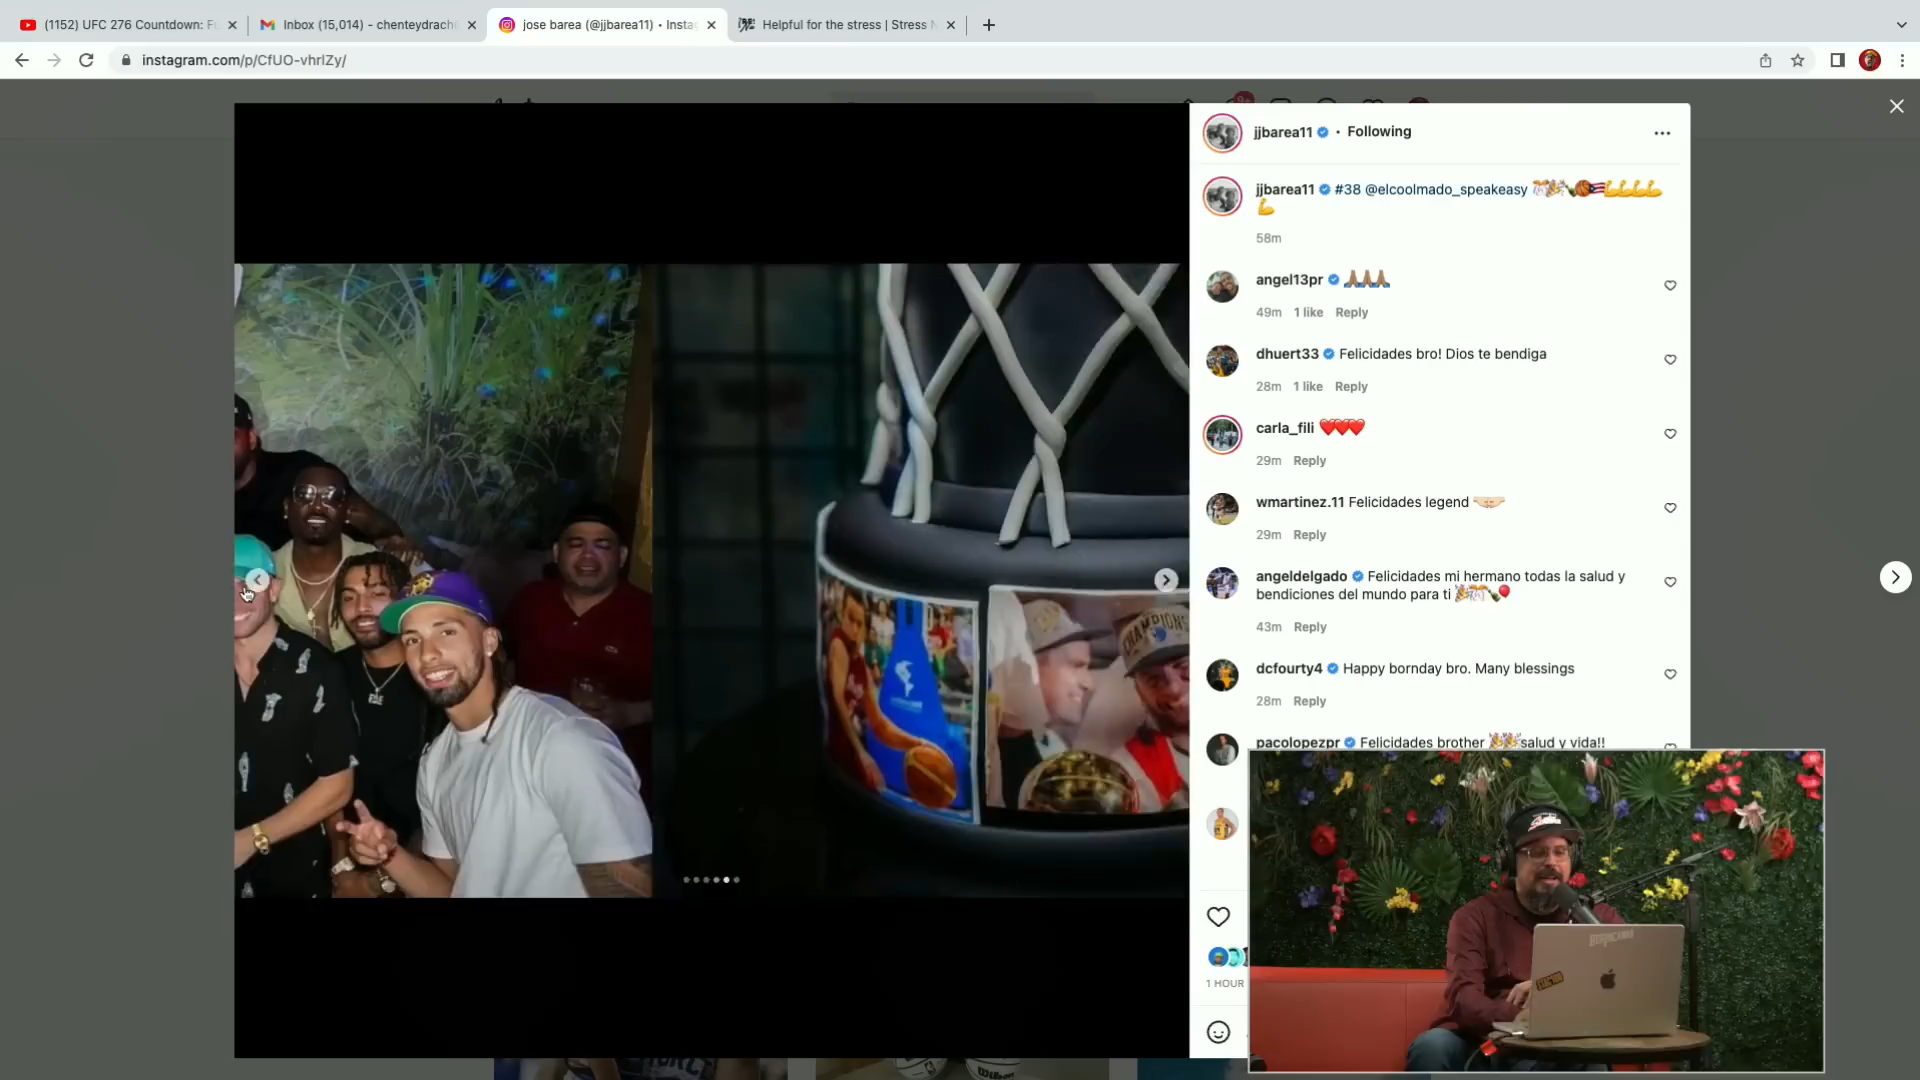 (1152) UFC 276 Countdown: Fu
Inbox (15,014) - chenteydrach
jose barea (@jjbarea11) • Insta
Helpful for the stress | Stress N
instagram.com/p/CfUO-vhrlZy/
jjbarea11 • Following
jjbarea11 #38 @elcoolmado_speakeasy 🎊🎉🍾🏀🇵🇷💪💪💪💪
💪
58m
angel13pr 🙏🏽🙏🏽🙏🏽
49m 1 like Reply
dhuert33 Felicidades bro! Dios te bendiga
28m 1 like Reply
carla_fili ❤️❤️❤️
29m Reply
wmartinez.11 Felicidades legend
29m Reply
angeldelgado Felicidades mi hermano todas la salud y
bendiciones del mundo para ti 🎉🎊🍾🎈
43m Reply
dcfourty4 Happy bornday bro. Many blessings
28m Reply
pacolopezpr Felicidades brother 🎉🎉salud y vida!!
1 HOUR
CHAMPIONS
Wilson